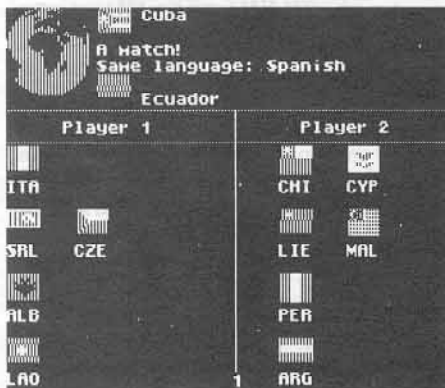 Cuba
A match!
Same language: Spanish
Ecuador
Player 1
Player 2
ITA
CHI CYP
SRL CZE
LIE MAL
ALB
PER
LAO
1
ARG